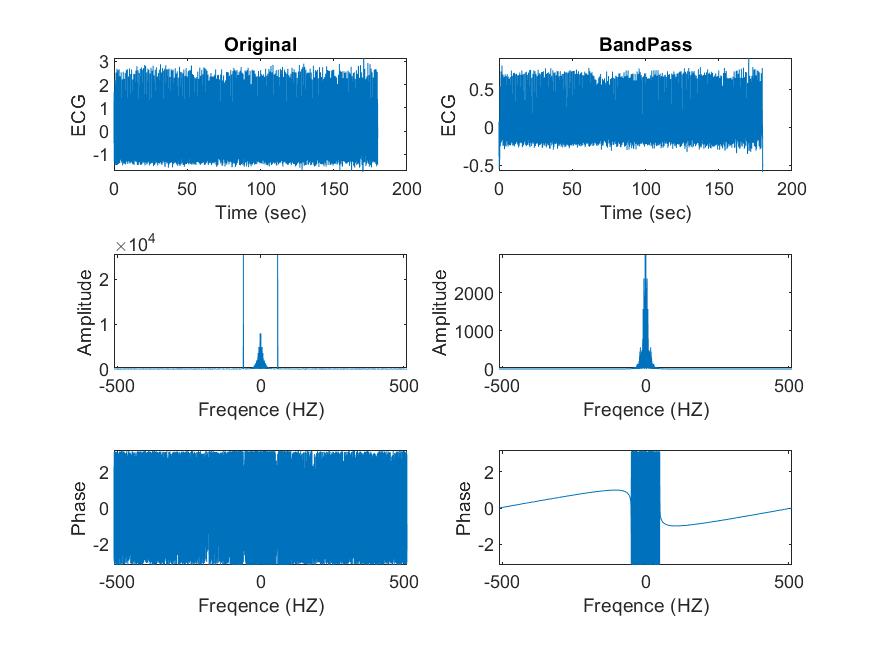 Original
BandPass
3
2
1
0
-1
ECG
0 50 100 150 200
Time (sec)
0.5
0
-0.5
ECG
0 50 100 150 200
Time (sec)
×10⁴
2
1
0
Amplitude
-500 0 500
Freqence (HZ)
2000
1000
0
Amplitude
-500 0 500
Freqence (HZ)
2
0
-2
Phase
-500 0 500
Freqence (HZ)
2
0
-2
Phase
-500 0 500
Freqence (HZ)